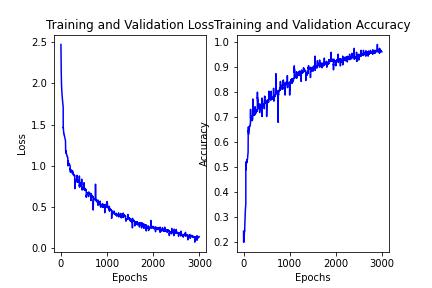 Training and Validation Loss
2.5
2.0
1.5
1.0
0.5
0.0
Loss
0 1000 2000 3000
Epochs
Training and Validation Accuracy
1.0
0.9
0.8
0.7
0.6
0.5
0.4
0.3
0.2
Accuracy
0 1000 2000 3000
Epochs